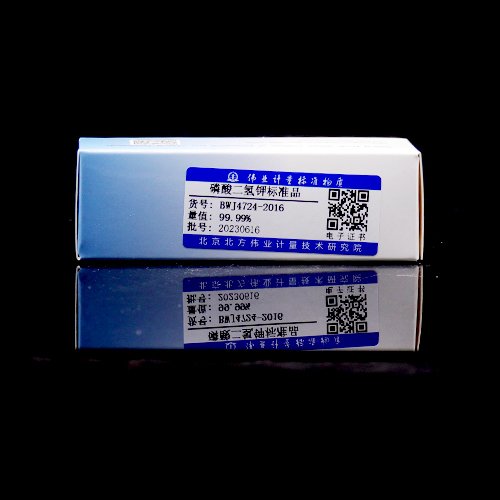 伟业计量标准物质
磷酸二氢钾标准品
货号: BWJ4724-2016
量值: 99.99%
批号: 20230616
电子证书
北京北方伟业计量技术研究院